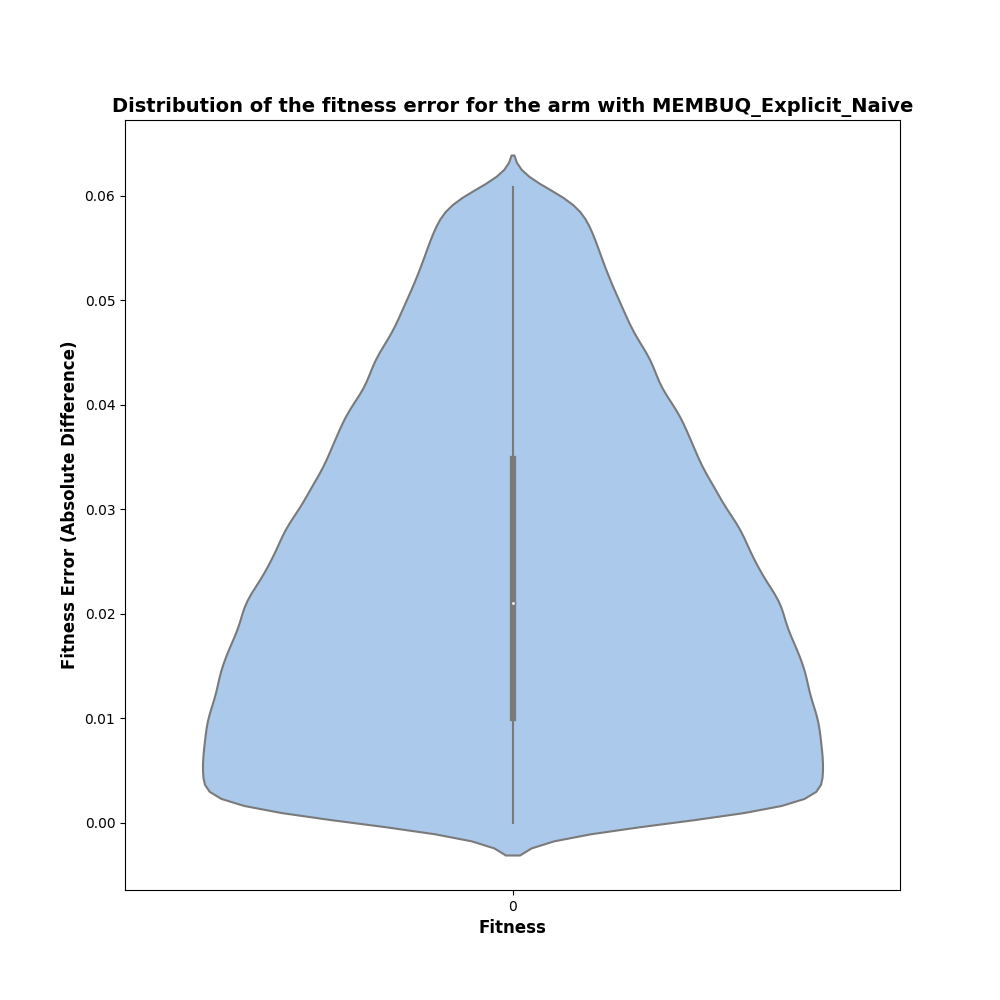 Distribution of the fitness error for the arm with MEMBUQ_Explicit_Naive
Fitness Error (Absolute Difference)
0.06
0.05
0.04
0.03
0.02
0.01
0.00
0
Fitness